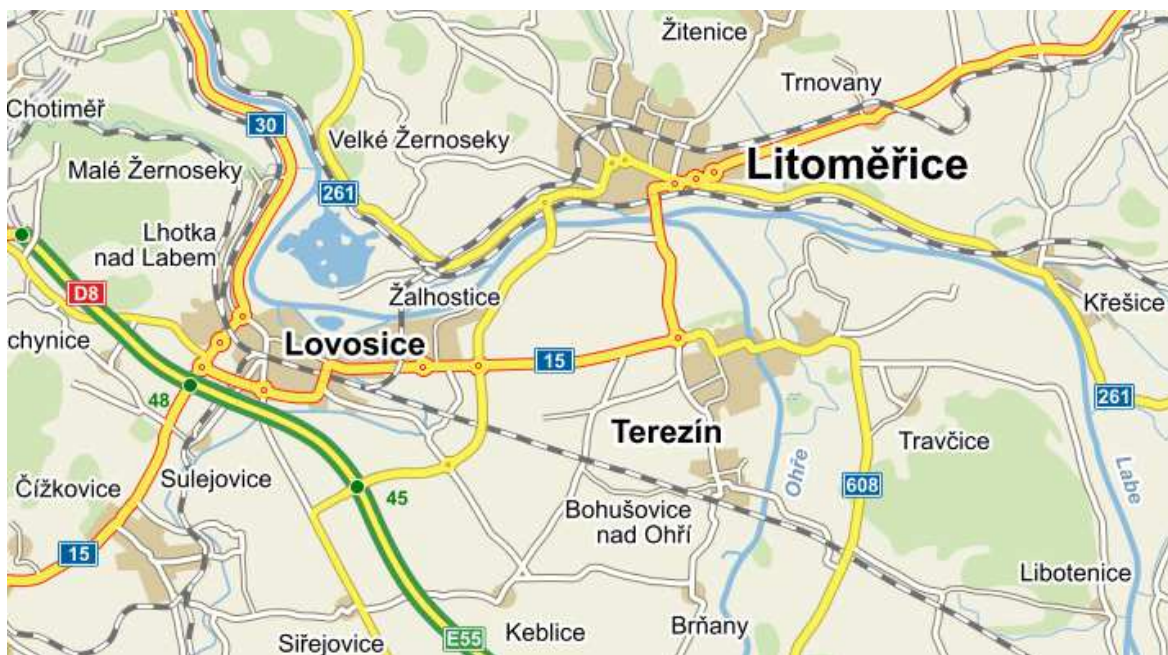 Žitenice
Trnovany
Chotiměř
30
Velké Žernoseky
Litoměřice
Malé Žernoseky
261
Lhotka
nad Labem
D8
Žalhostice
Křešice
chynice
Lovosice
15
48
261
Terezín
Travčice
Ohře
Labe
Čížkovice
Sulejovice
45
608
Bohušovice
nad Ohří
15
Libotenice
Siřejovice
E55
Keblice
Brňany